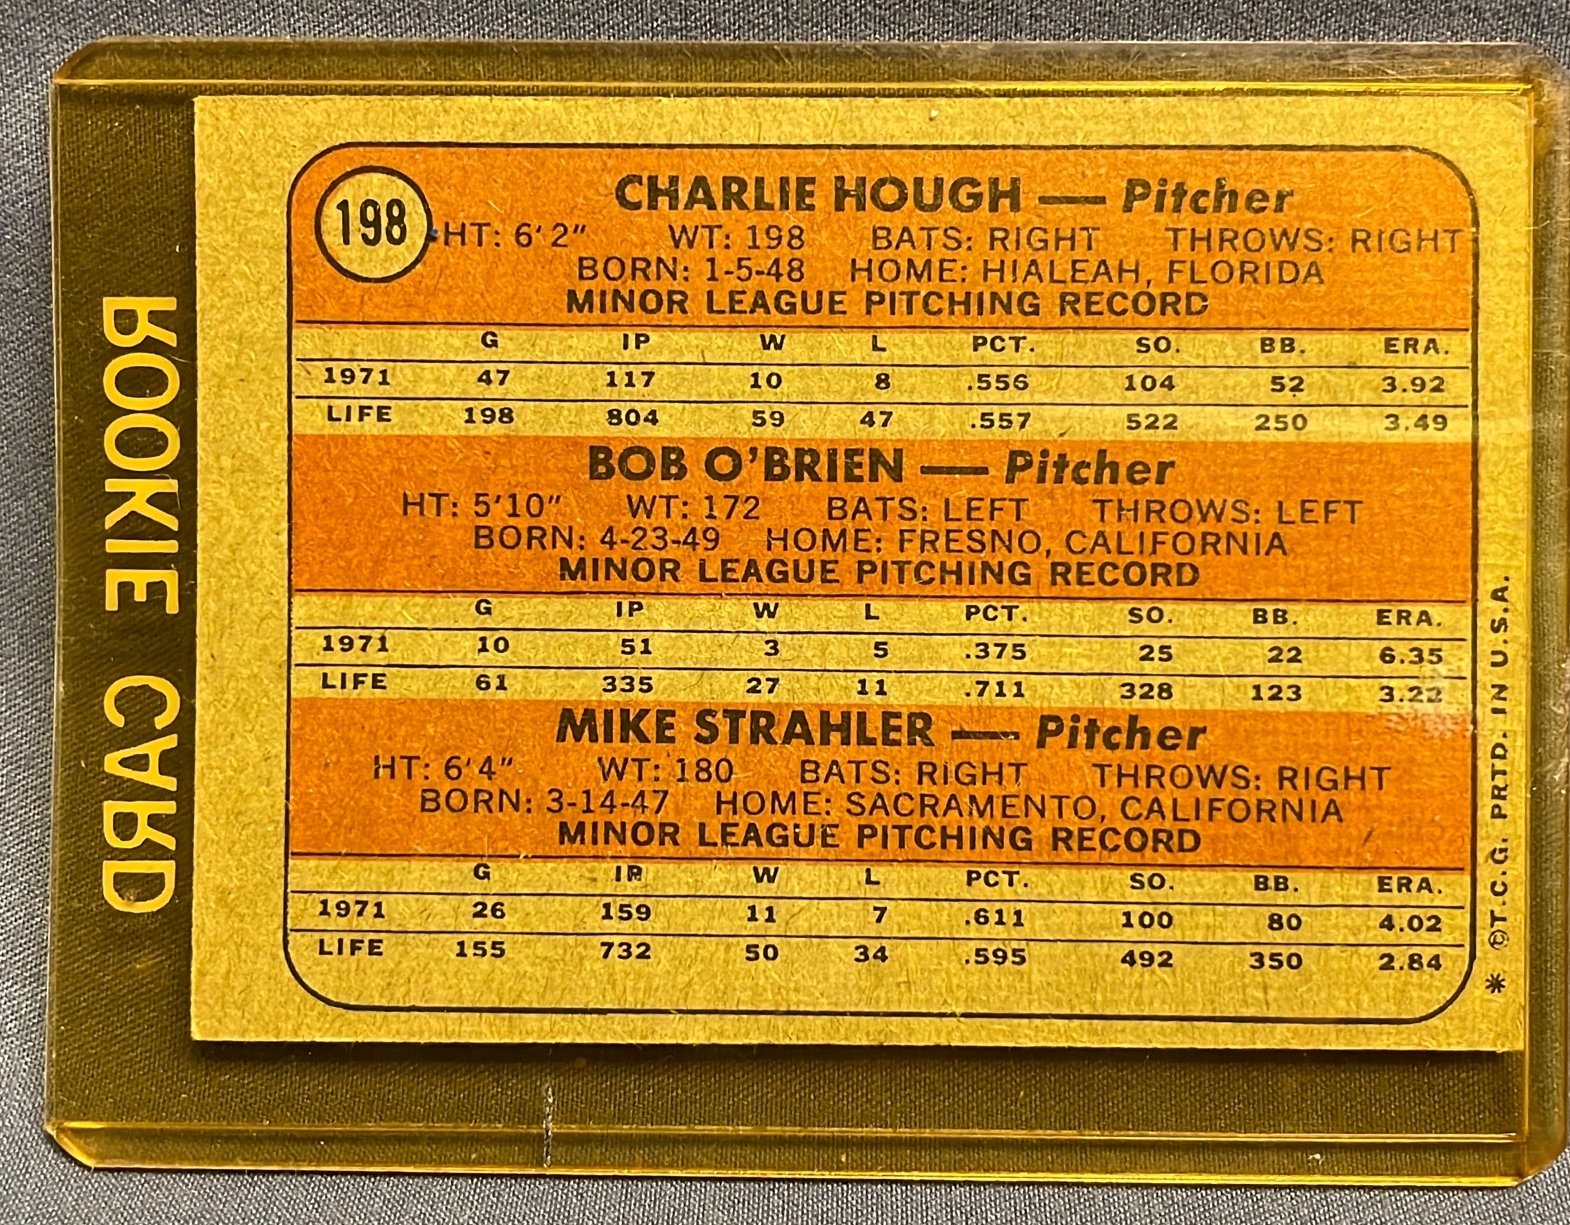 198
CHARLIE HOUGH — Pitcher
HT: 6'2" WT: 198 BATS: RIGHT THROWS: RIGHT
BORN: 1-5-48 HOME: HIALEAH, FLORIDA
MINOR LEAGUE PITCHING RECORD
G IP W L PCT. SO. BB. ERA.
1971 47 117 10 8 .556 104 52 3.92
LIFE 198 804 59 47 .557 522 250 3.49
BOB O'BRIEN — Pitcher
HT: 5'10" WT: 172 BATS: LEFT THROWS: LEFT
BORN: 4-23-49 HOME: FRESNO, CALIFORNIA
MINOR LEAGUE PITCHING RECORD
G IP W L PCT. SO. BB. ERA.
1971 10 51 3 5 .375 25 22 6.35
LIFE 61 335 27 11 .711 328 123 3.22
MIKE STRAHLER — Pitcher
HT: 6'4" WT: 180 BATS: RIGHT THROWS: RIGHT
BORN: 3-14-47 HOME: SACRAMENTO, CALIFORNIA
MINOR LEAGUE PITCHING RECORD
G IP W L PCT. SO. BB. ERA.
1971 26 159 11 7 .611 100 80 4.02
LIFE 155 732 50 34 .595 492 350 2.84
* ©T.C.G. PRTD. IN U.S.A.
ROOKIE CARD